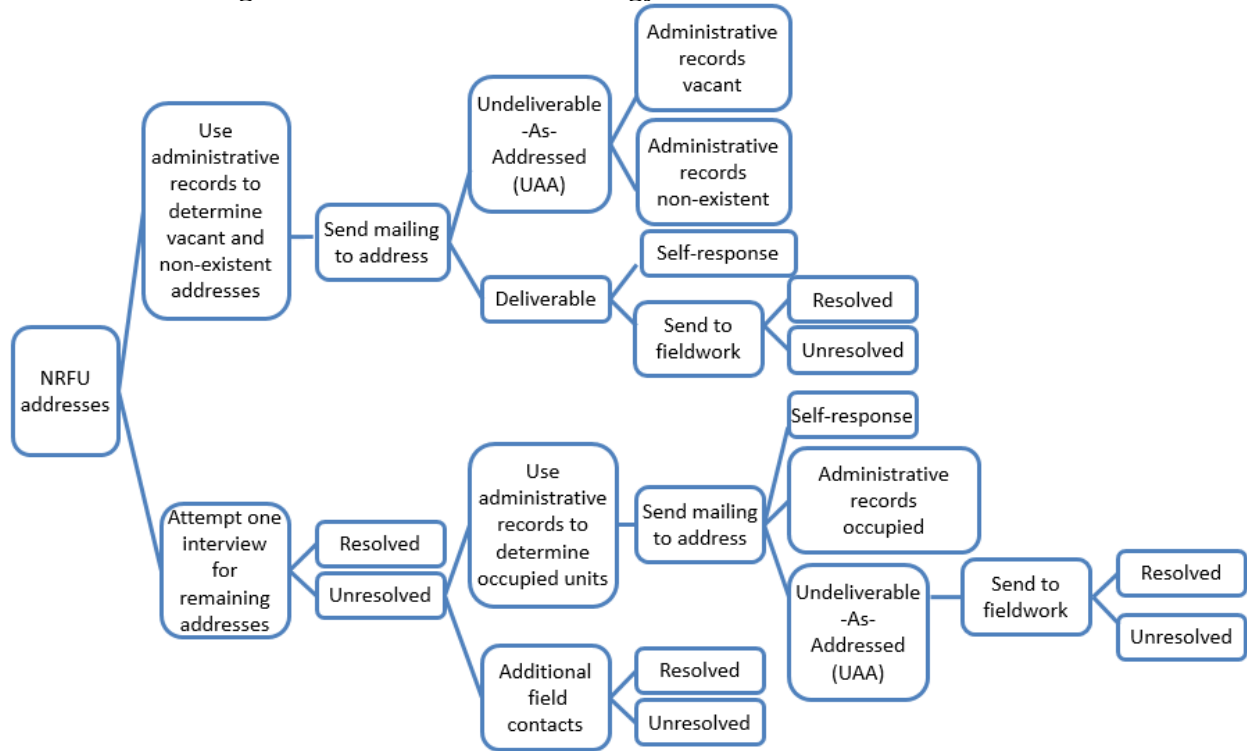 Administrative
records
vacant
Undeliverable
-As-
Addressed
(UAA)
Use
administrative
records to
determine
vacant and
non-existent
addresses
Administrative
records
non-existent
Send mailing
to address
Self-response
Deliverable
Resolved
Send to
fieldwork
Unresolved
NRFU
addresses
Self-response
Use
administrative
records to
determine
occupied units
Administrative
records
occupied
Send mailing
to address
Attempt one
interview
for
remaining
addresses
Resolved
Unresolved
Undeliverable
-As-
Addressed
(UAA)
Send to
fieldwork
Resolved
Unresolved
Additional
field
contacts
Resolved
Unresolved